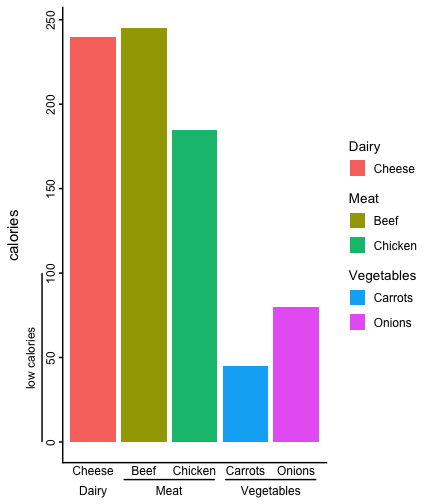 calories
low calories
250
200
150
100
50
0
Cheese Beef Chicken Carrots Onions
Dairy Meat Vegetables
Dairy
Cheese
Meat
Beef
Chicken
Vegetables
Carrots
Onions